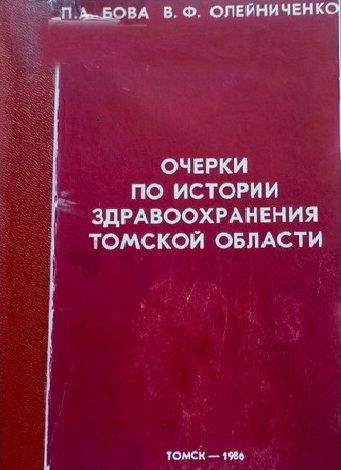 П.А. БОВА В. Ф. ОЛЕЙНИЧЕНКО
ОЧЕРКИ
ПО ИСТОРИИ
ЗДРАВООХРАНЕНИЯ
ТОМСКОЙ ОБЛАСТИ
ТОМСК — 1986